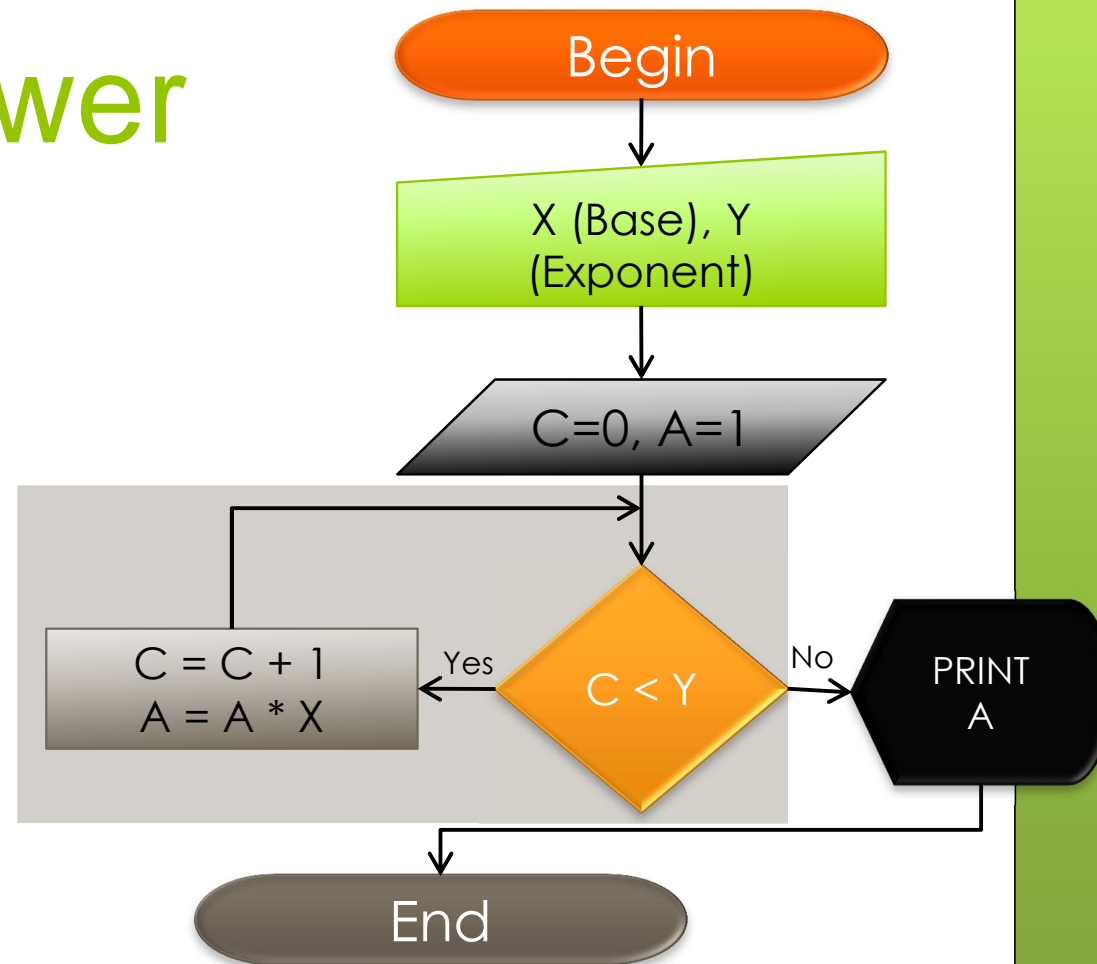 wer
Begin
X (Base), Y
(Exponent)
C=0, A=1
C = C + 1
A = A * X
Yes
C < Y
No
PRINT
A
End